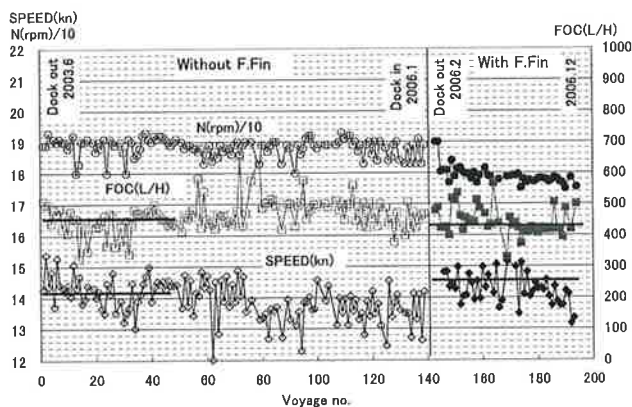 SPEED(kn)
N(rpm)/10
FOC(L/H)
22
21
20
19
18
17
16
15
14
13
12
1000
900
800
700
600
500
400
300
200
100
0
Dock out
2003.6
Without F.Fin
Dock in
2006.1
Dock out
2006.2
With F.Fin
2006.12
N(rpm)/10
FOC(L/H)
SPEED(kn)
0 20 40 60 80 100 120 140 160 180 200
Voyage no.